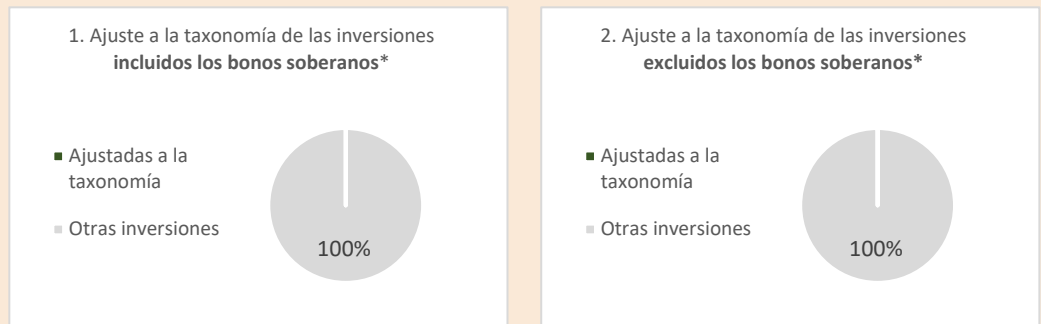 1. Ajuste a la taxonomía de las inversiones
incluidos los bonos soberanos*
Ajustadas a la
taxonomía
Otras inversiones
100%
2. Ajuste a la taxonomía de las inversiones
excluidos los bonos soberanos*
Ajustadas a la
taxonomía
Otras inversiones
100%